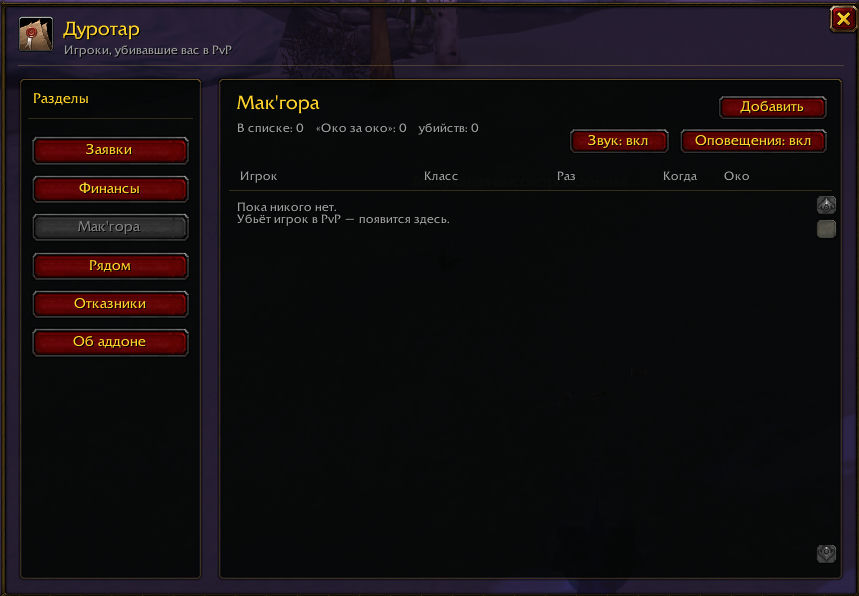 Дуротар
Игроки, убивавшие вас в PvP
Разделы
Заявки
Финансы
Мак'гора
Рядом
Отказники
Об аддоне
Мак'гора
Добавить
В списке: 0 «Око за око»: 0 убийств: 0
Звук: вкл
Оповещения: вкл
Игрок Класс Раз Когда Око
Пока никого нет.
Убьёт игрок в PvP — появится здесь.